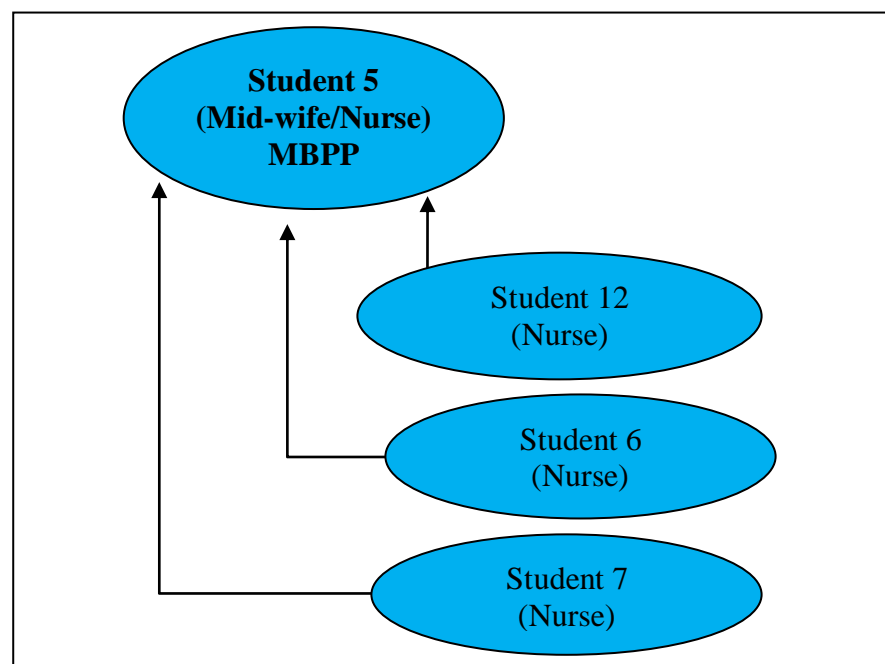 Student 5
(Mid-wife/Nurse)
MBPP
Student 12
(Nurse)
Student 6
(Nurse)
Student 7
(Nurse)